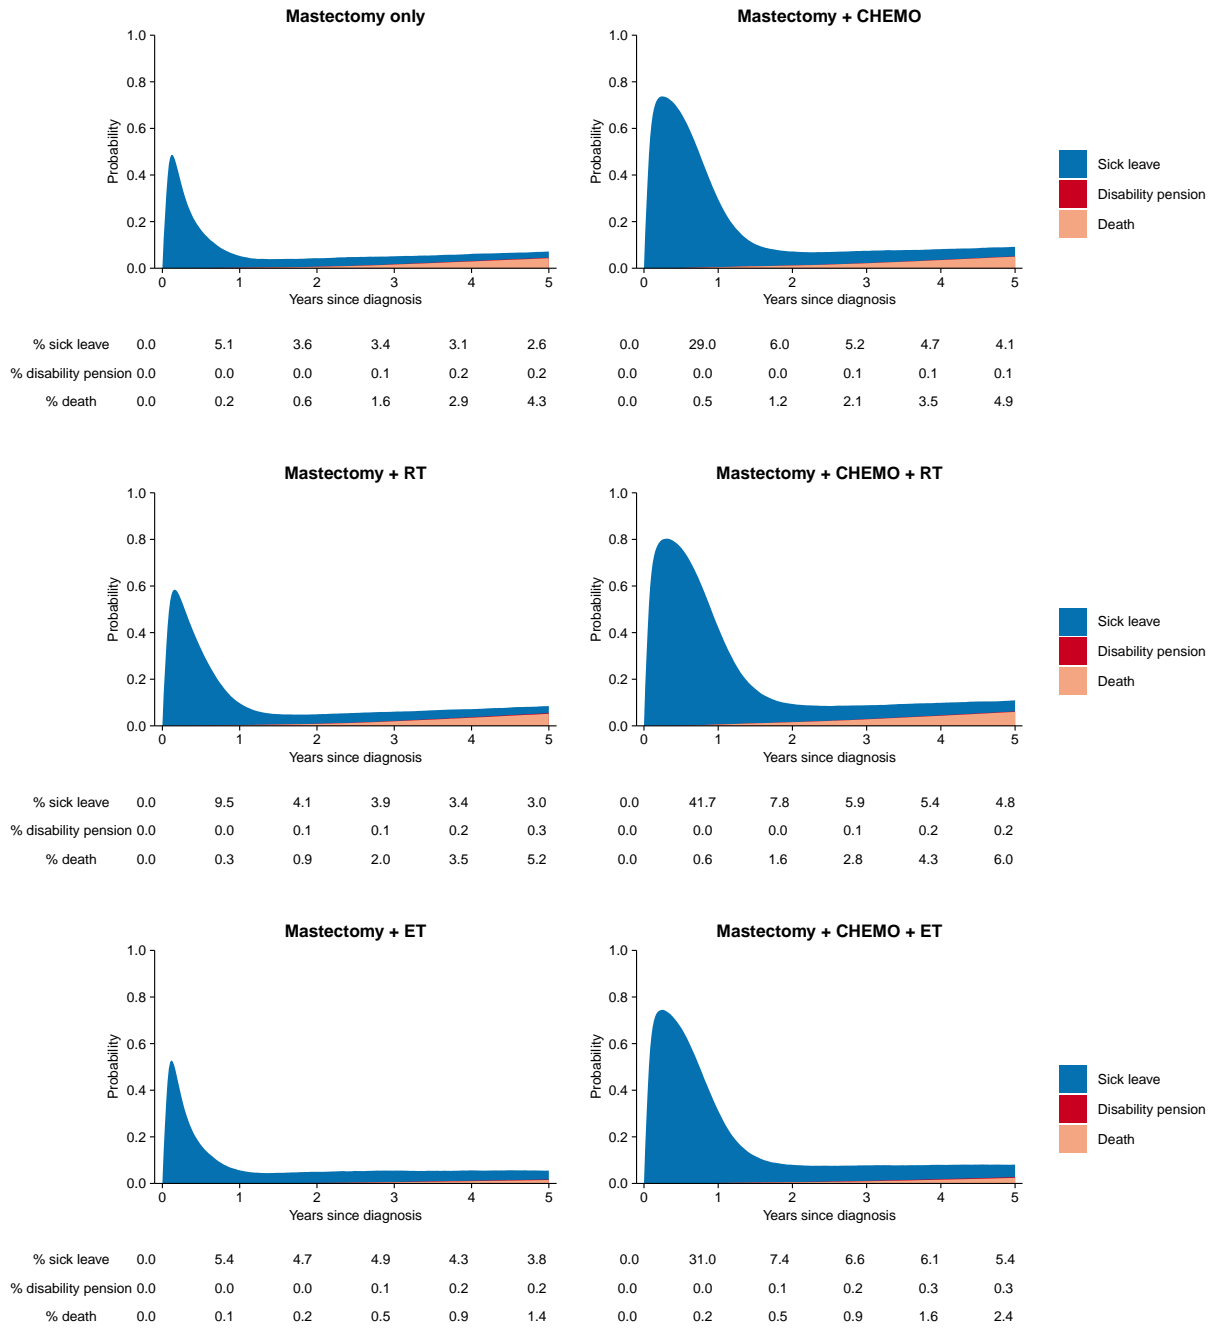 Mastectomy only
Mastectomy + CHEMO
1.0
0.8
0.6
0.4
0.2
0.0
Probability
0 1 2 3 4 5
Years since diagnosis
1.0
0.8
0.6
0.4
0.2
0.0
Probability
0 1 2 3 4 5
Years since diagnosis
Sick leave
Disability pension
Death
% sick leave 0.0 5.1 3.6 3.4 3.1 2.6 0.0 29.0 6.0 5.2 4.7 4.1
% disability pension 0.0 0.0 0.0 0.1 0.2 0.2 0.0 0.0 0.0 0.1 0.1 0.1
% death 0.0 0.2 0.6 1.6 2.9 4.3 0.0 0.5 1.2 2.1 3.5 4.9
Mastectomy + RT
Mastectomy + CHEMO + RT
1.0
0.8
0.6
0.4
0.2
0.0
Probability
0 1 2 3 4 5
Years since diagnosis
1.0
0.8
0.6
0.4
0.2
0.0
Probability
0 1 2 3 4 5
Years since diagnosis
Sick leave
Disability pension
Death
% sick leave 0.0 9.5 4.1 3.9 3.4 3.0 0.0 41.7 7.8 5.9 5.4 4.8
% disability pension 0.0 0.0 0.1 0.1 0.2 0.3 0.0 0.0 0.0 0.1 0.2 0.2
% death 0.0 0.3 0.9 2.0 3.5 5.2 0.0 0.6 1.6 2.8 4.3 6.0
Mastectomy + ET
Mastectomy + CHEMO + ET
1.0
0.8
0.6
0.4
0.2
0.0
Probability
0 1 2 3 4 5
Years since diagnosis
1.0
0.8
0.6
0.4
0.2
0.0
Probability
0 1 2 3 4 5
Years since diagnosis
Sick leave
Disability pension
Death
% sick leave 0.0 5.4 4.7 4.9 4.3 3.8 0.0 31.0 7.4 6.6 6.1 5.4
% disability pension 0.0 0.0 0.0 0.1 0.2 0.2 0.0 0.0 0.1 0.2 0.3 0.3
% death 0.0 0.1 0.2 0.5 0.9 1.4 0.0 0.2 0.5 0.9 1.6 2.4